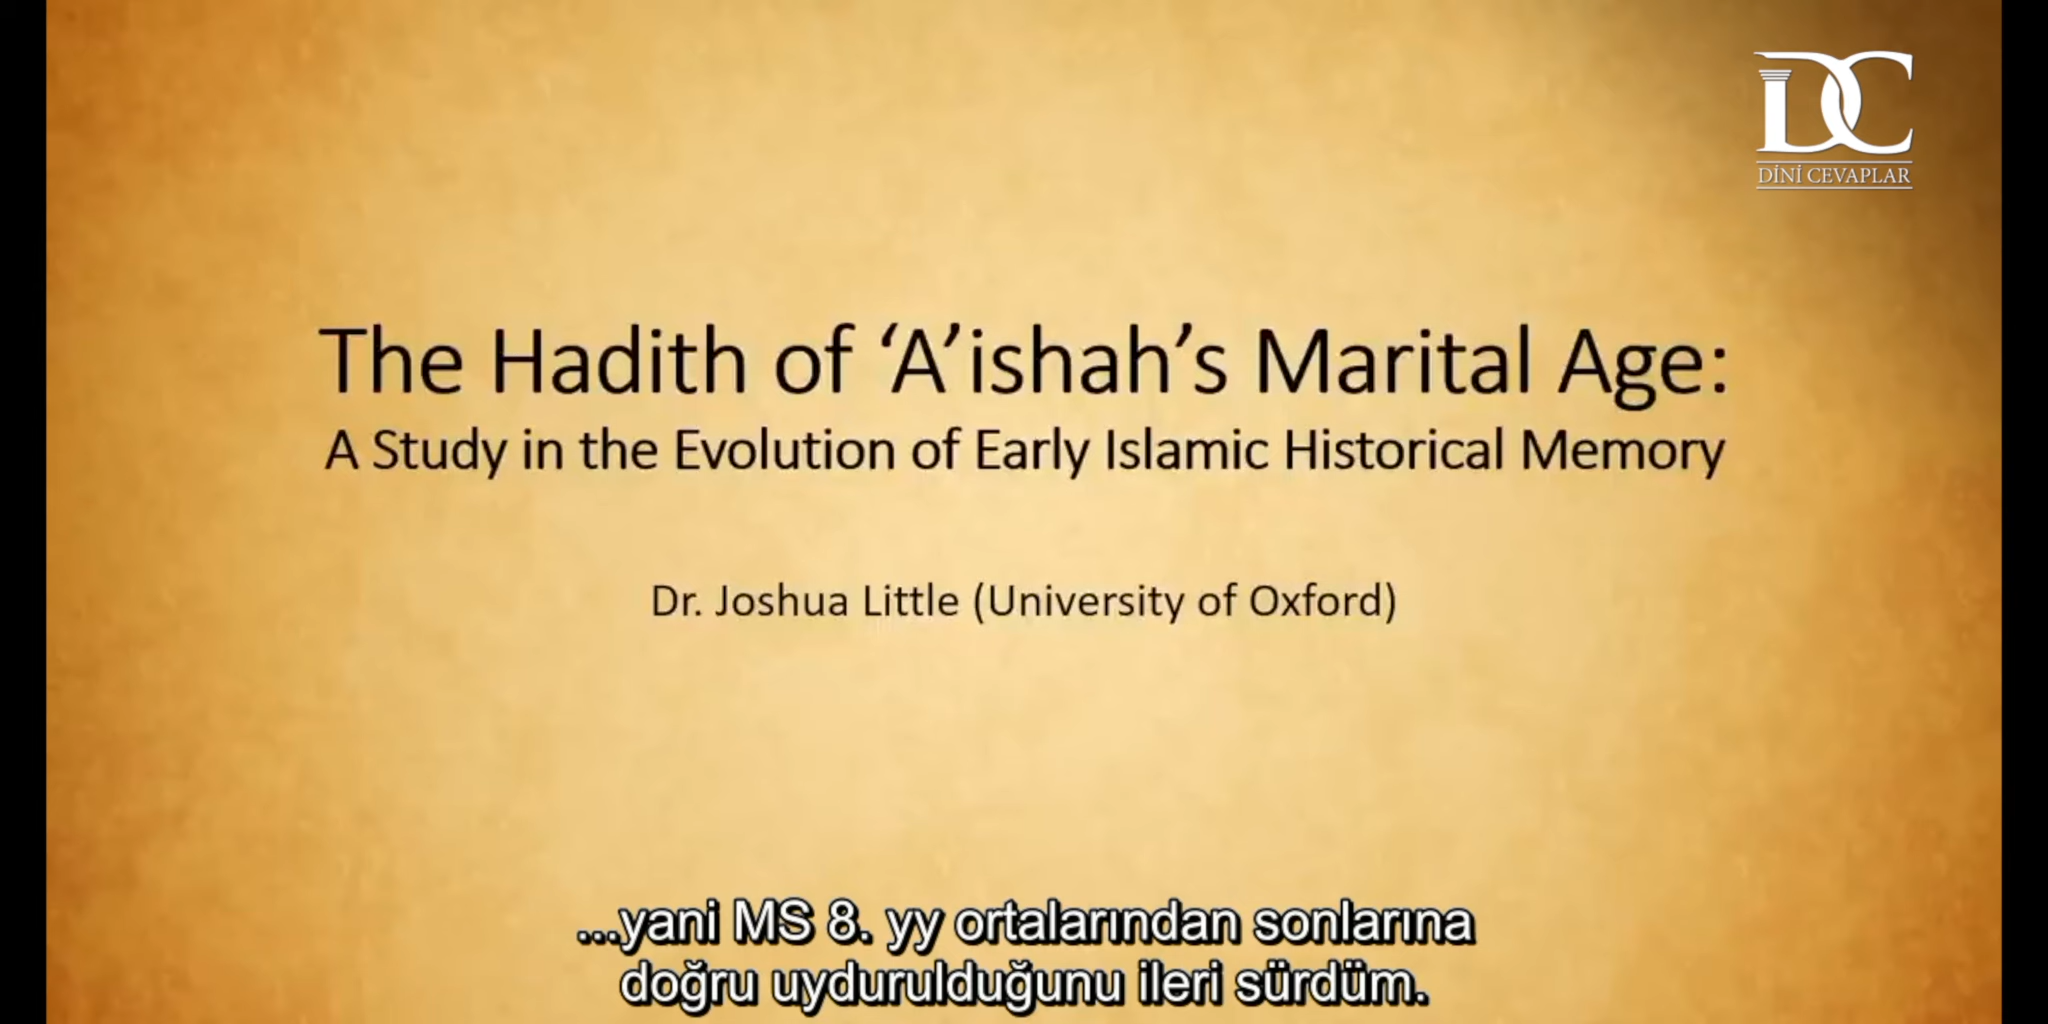 DC
DİNİ CEVAPLAR
The Hadith of ‘A’ishah’s Marital Age:
A Study in the Evolution of Early Islamic Historical Memory
Dr. Joshua Little (University of Oxford)
...yani MS 8. yy ortalarından sonlarına
doğru uydurulduğunu ileri sürdüm.